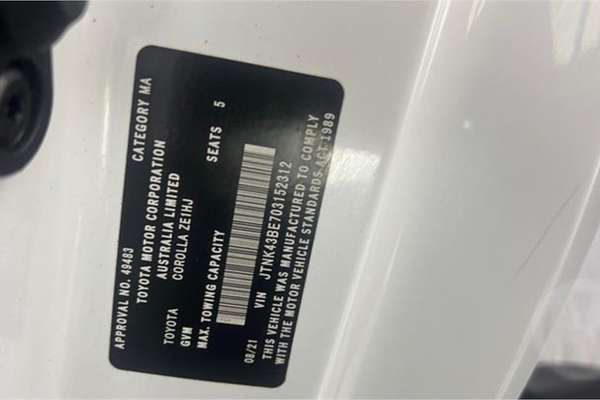 APPROVAL NO. 49483 CATEGORY MA
TOYOTA MOTOR CORPORATION
AUSTRALIA LIMITED
TOYOTA COROLLA ZE1HJ
GVM
MAX. TOWING CAPACITY SEATS 5
08/21 VIN JTNK43BE703152312
THIS VEHICLE WAS MANUFACTURED TO COMPLY
WITH THE MOTOR VEHICLE STANDARDS ACT 1989